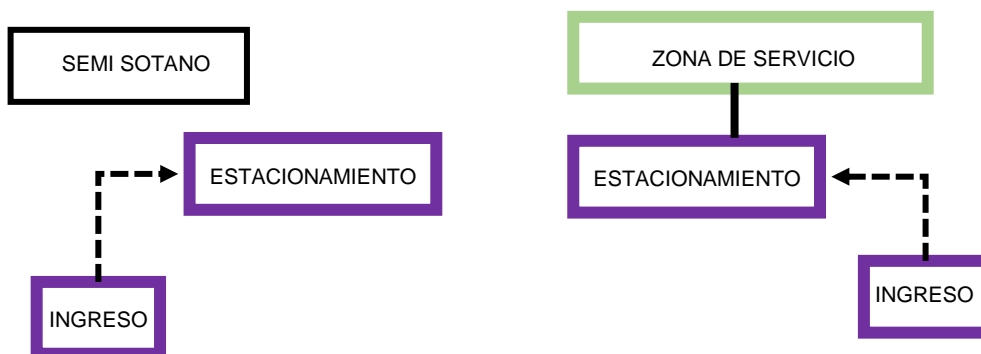 SEMI SOTANO
ZONA DE SERVICIO
ESTACIONAMIENTO
ESTACIONAMIENTO
INGRESO
INGRESO